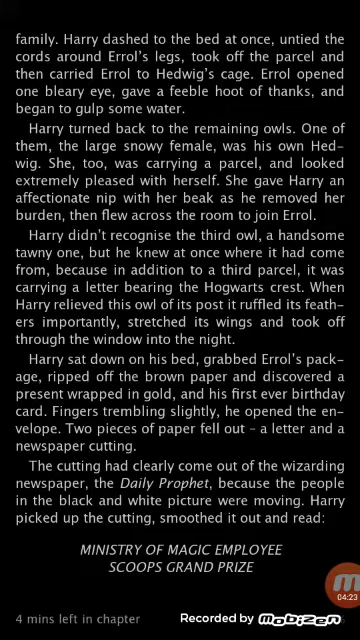 family. Harry dashed to the bed at once, untied the
cords around Errol's legs, took off the parcel and
then carried Errol to Hedwig's cage. Errol opened
one bleary eye, gave a feeble hoot of thanks, and
began to gulp some water.
Harry turned back to the remaining owls. One of
them, the large snowy female, was his own Hed-
wig. She, too, was carrying a parcel, and looked
extremely pleased with herself. She gave Harry an
affectionate nip with her beak as he removed her
burden, then flew across the room to join Errol.
Harry didn't recognise the third owl, a handsome
tawny one, but he knew at once where it had come
from, because in addition to a third parcel, it was
carrying a letter bearing the Hogwarts crest. When
Harry relieved this owl of its post it ruffled its feath-
ers importantly, stretched its wings and took off
through the window into the night.
Harry sat down on his bed, grabbed Errol's pack-
age, ripped off the brown paper and discovered a
present wrapped in gold, and his first ever birthday
card. Fingers trembling slightly, he opened the en-
velope. Two pieces of paper fell out – a letter and a
newspaper cutting.
The cutting had clearly come out of the wizarding
newspaper, the Daily Prophet, because the people
in the black and white picture were moving. Harry
picked up the cutting, smoothed it out and read:
MINISTRY OF MAGIC EMPLOYEE
SCOOPS GRAND PRIZE
04:23
4 mins left in chapter
Recorded by mobizen